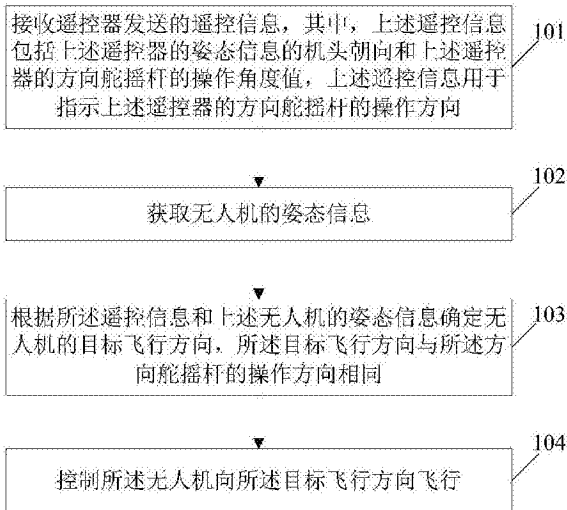 接收遥控器发送的遥控信息，其中，上述遥控信息
包括上述遥控器的姿态信息的机头朝向和上述遥控
器的方向舵摇杆的操作角度值，上述遥控信息用于
指示上述遥控器的方向舵摇杆的操作方向
101
获取无人机的姿态信息
102
根据所述遥控信息和上述无人机的姿态信息确定无
人机的目标飞行方向，所述目标飞行方向与所述方
向舵摇杆的操作方向相同
103
控制所述无人机向所述目标飞行方向飞行
104